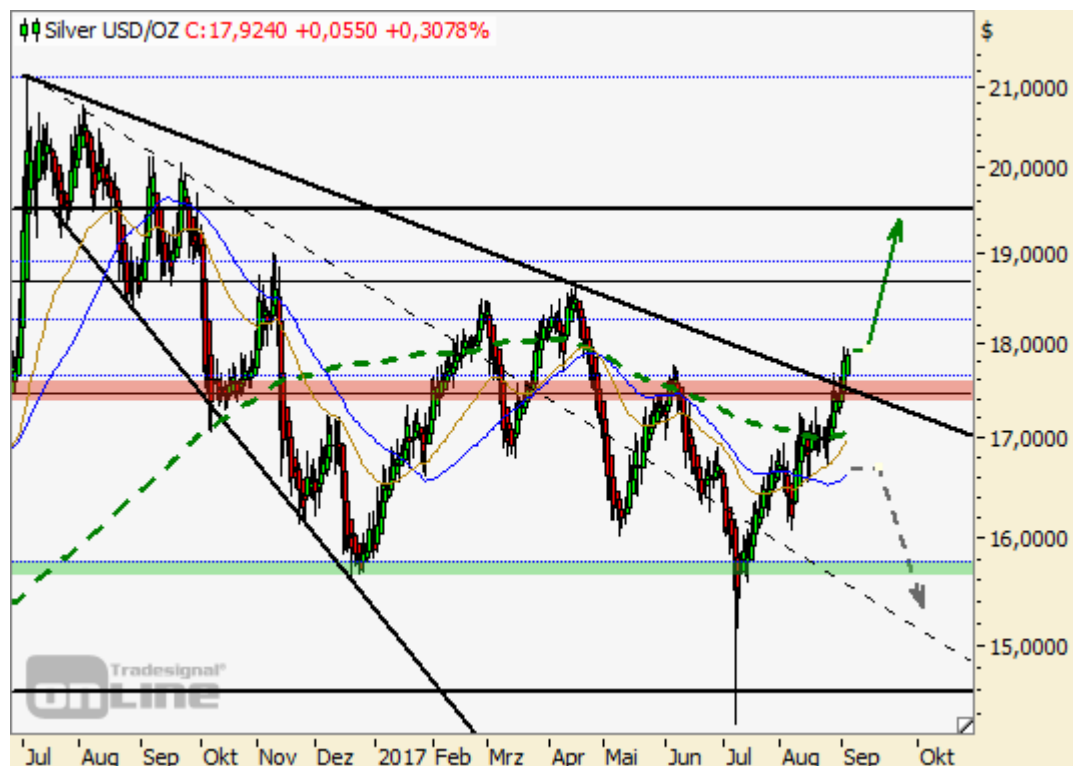 Silver USD/OZ C:17,9240 +0,0550 +0,3078%
$
21,0000
20,0000
19,0000
18,0000
17,0000
16,0000
15,0000
Tradesignal®
onLine
Jul Aug Sep Okt Nov Dez 2017 Feb Mrz Apr Mai Jun Jul Aug Sep Okt